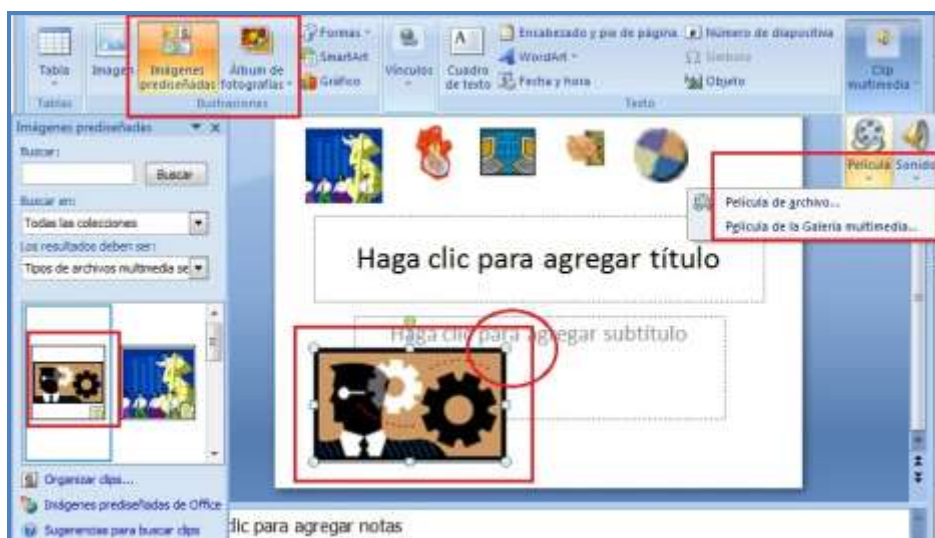 Formas
Encabezado y pie de página
Número de diapositiva
SmartArt
WordArt
Símbolo
Tabla
Imagen
Imágenes
prediseñadas
Álbum de
fotografías
Gráfico
Vínculos
Cuadro
de texto
Fecha y hora
Objeto
Clip
multimedia
Tablas
Ilustraciones
Texto
Imágenes prediseñadas
Buscar:
Buscar
Buscar en:
Todas las colecciones
Los resultados deben ser:
Tipos de archivos multimedia se
Película
Sonido
Película de archivo...
Película de la Galería multimedia...
Haga clic para agregar título
Haga clic para agregar subtítulo
Organizar clips...
Imágenes prediseñadas de Office
Sugerencias para buscar clips
clic para agregar notas